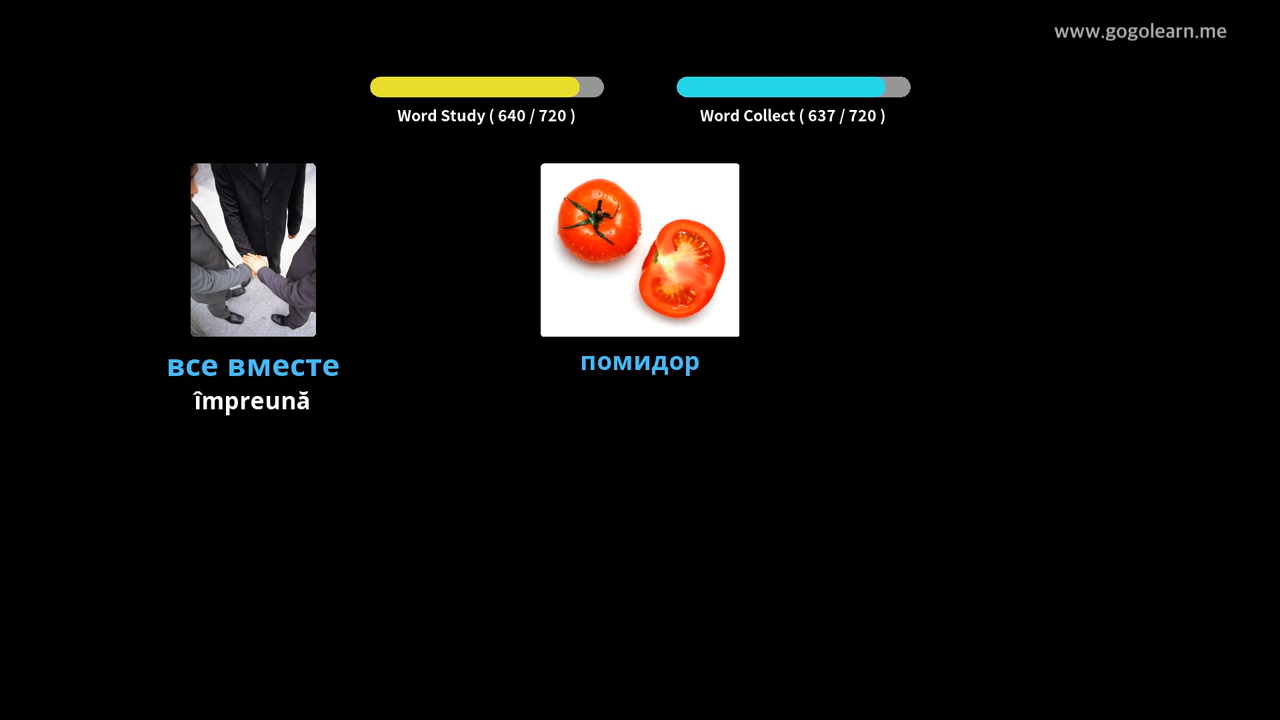 www.gogolearn.me
Word Study ( 640 / 720 )
Word Collect ( 637 / 720 )
все вместе
împreună
помидор